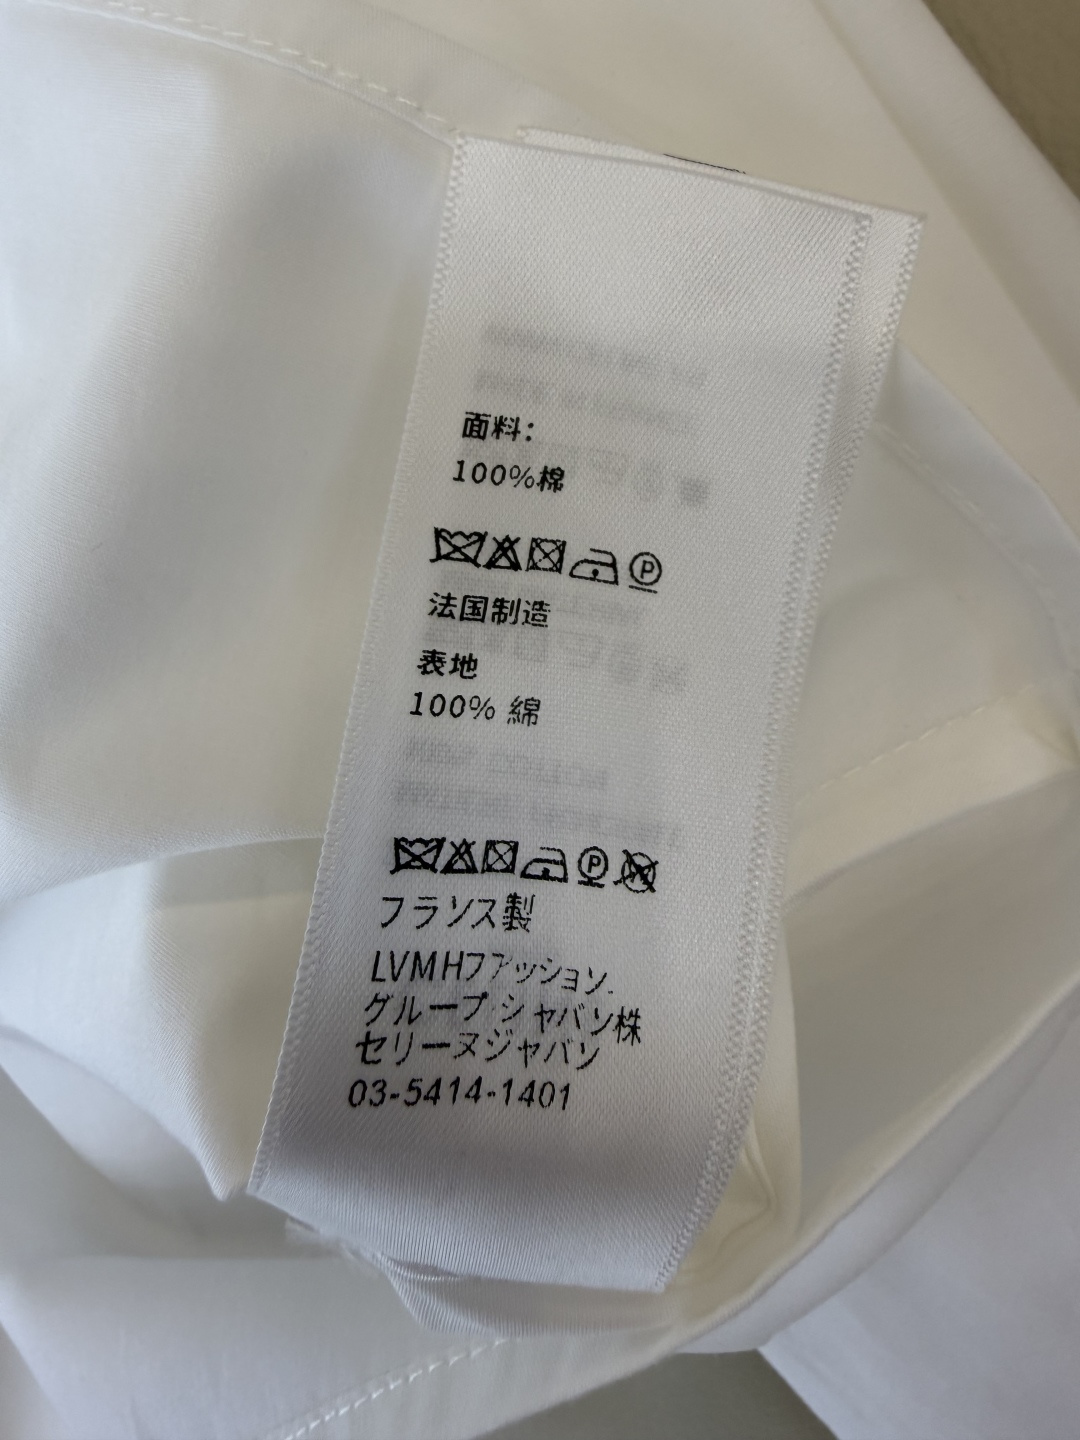 面料：
100%棉
P
法国制造
表地
100% 綿
P W
フランス製
LVMHファッション.
グループ・ジャパン株
セリーヌジャパン
03-5414-1401